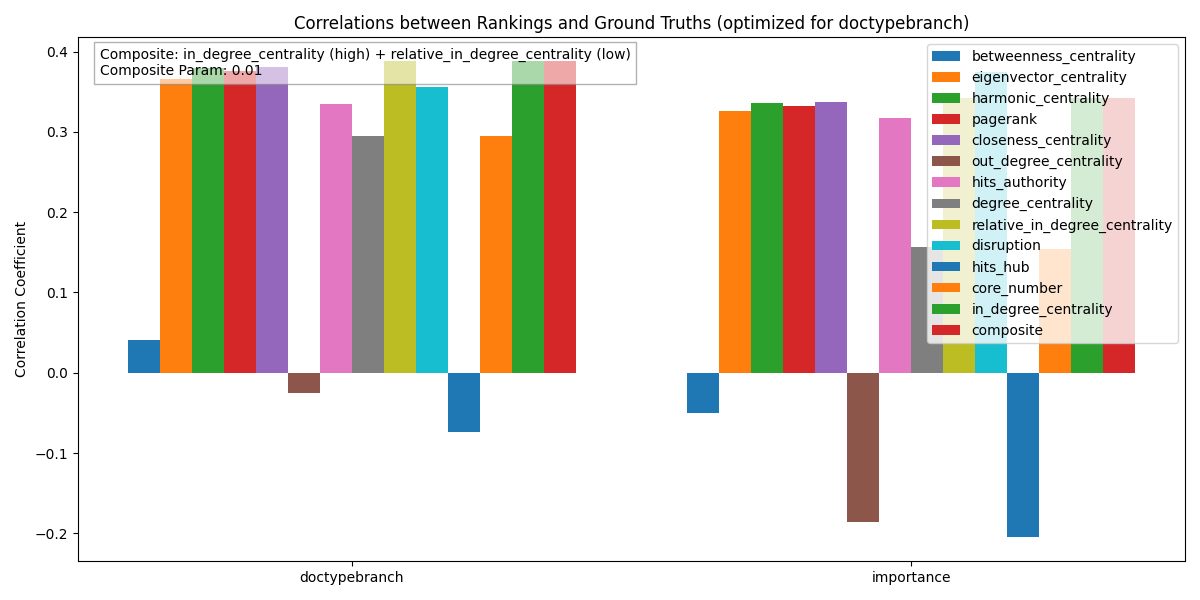 Correlations between Rankings and Ground Truths (optimized for doctypebranch)
Composite: in_degree_centrality (high) + relative_in_degree_centrality (low)
Composite Param: 0.01
betweenness_centrality
eigenvector_centrality
harmonic_centrality
pagerank
closeness_centrality
out_degree_centrality
hits_authority
degree_centrality
relative_in_degree_centrality
disruption
hits_hub
core_number
in_degree_centrality
composite
Correlation Coefficient
0.4
0.3
0.2
0.1
0.0
−0.1
−0.2
doctypebranch
importance